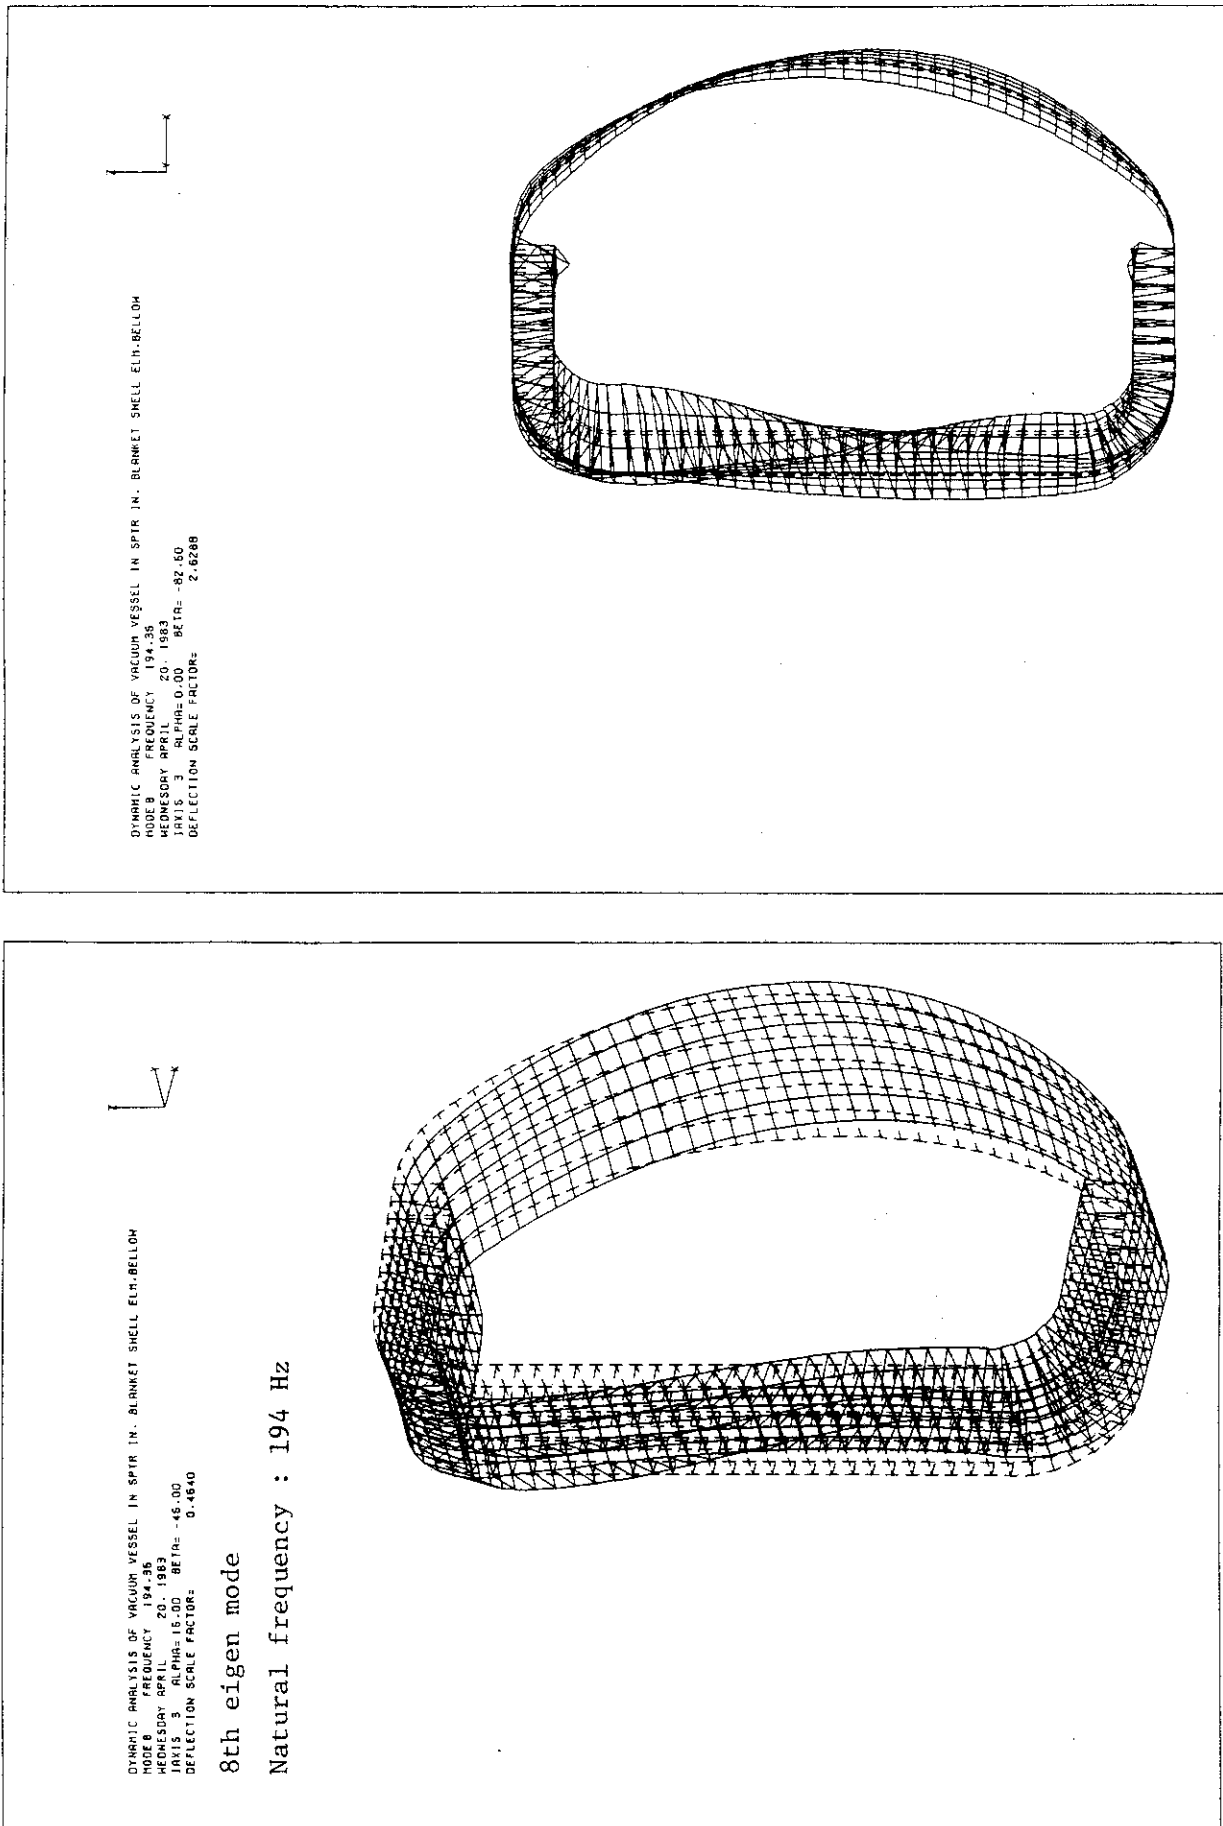 DYNAMIC ANALYSIS OF VACUUM VESSEL IN SPTR IN. BLANKET SHELL ELM.BELLOW
MODE 8 FREQUENCY 194.35
WEDNESDAY APRIL 20. 1983
IAXIS 3 ALPHA= 15.00 BETA= -45.00
DEFLECTION SCALE FACTOR= 0.4640
8th eigen mode
Natural frequency : 194 Hz
DYNAMIC ANALYSIS OF VACUUM VESSEL IN SPTR IN. BLANKET SHELL ELM.BELLOW
MODE 8 FREQUENCY 194.35
WEDNESDAY APRIL 20. 1983
IAXIS 3 ALPHA= 0.00 BETA= -82.50
DEFLECTION SCALE FACTOR= 2.6288